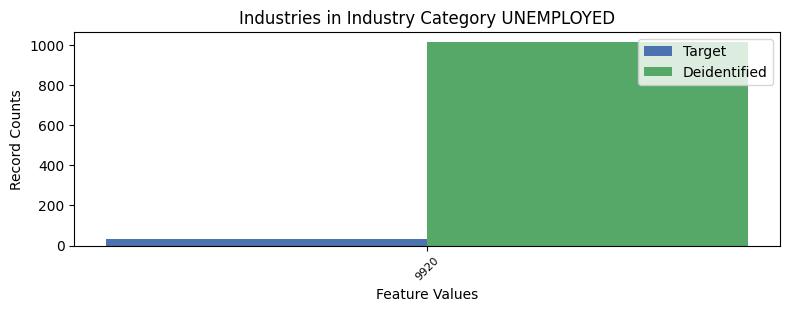 Industries in Industry Category UNEMPLOYED
Target
Deidentified
Record Counts
1000
800
600
400
200
0
9920
Feature Values